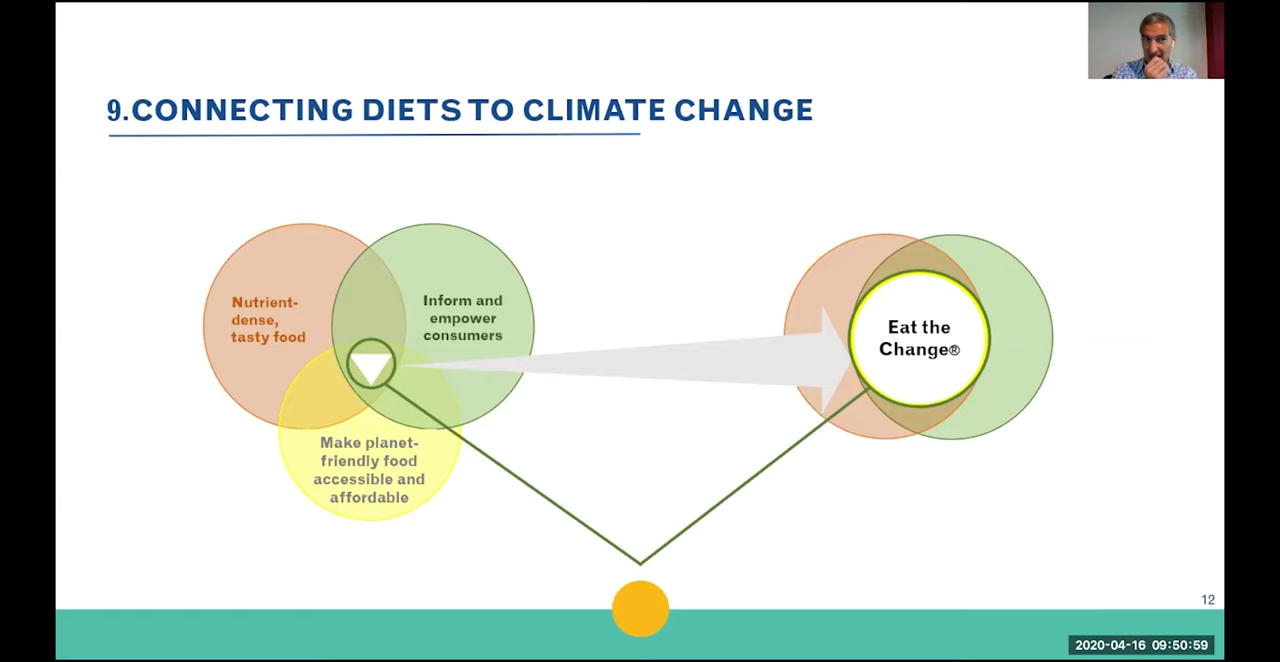 9.CONNECTING DIETS TO CLIMATE CHANGE
Nutrient-
dense,
tasty food
Inform and
empower
consumers
Make planet-
friendly food
accessible and
affordable
Eat the
Change®
12
2020-04-16 09:50:59